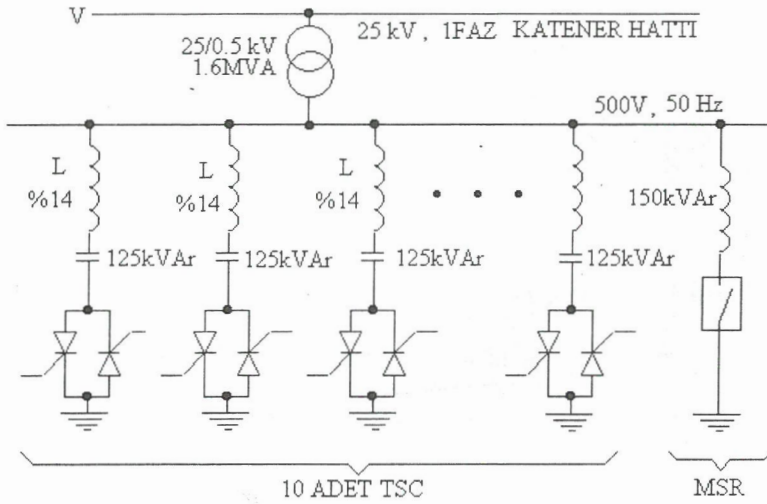 V
25 kV , 1FAZ KATENER HATTI
25/0.5 kV
1.6MVA
500V, 50 Hz
L
%14
L
%14
L
%14
150kVAr
125kVAr
125kVAr
125kVAr
125kVAr
10 ADET TSC
MSR